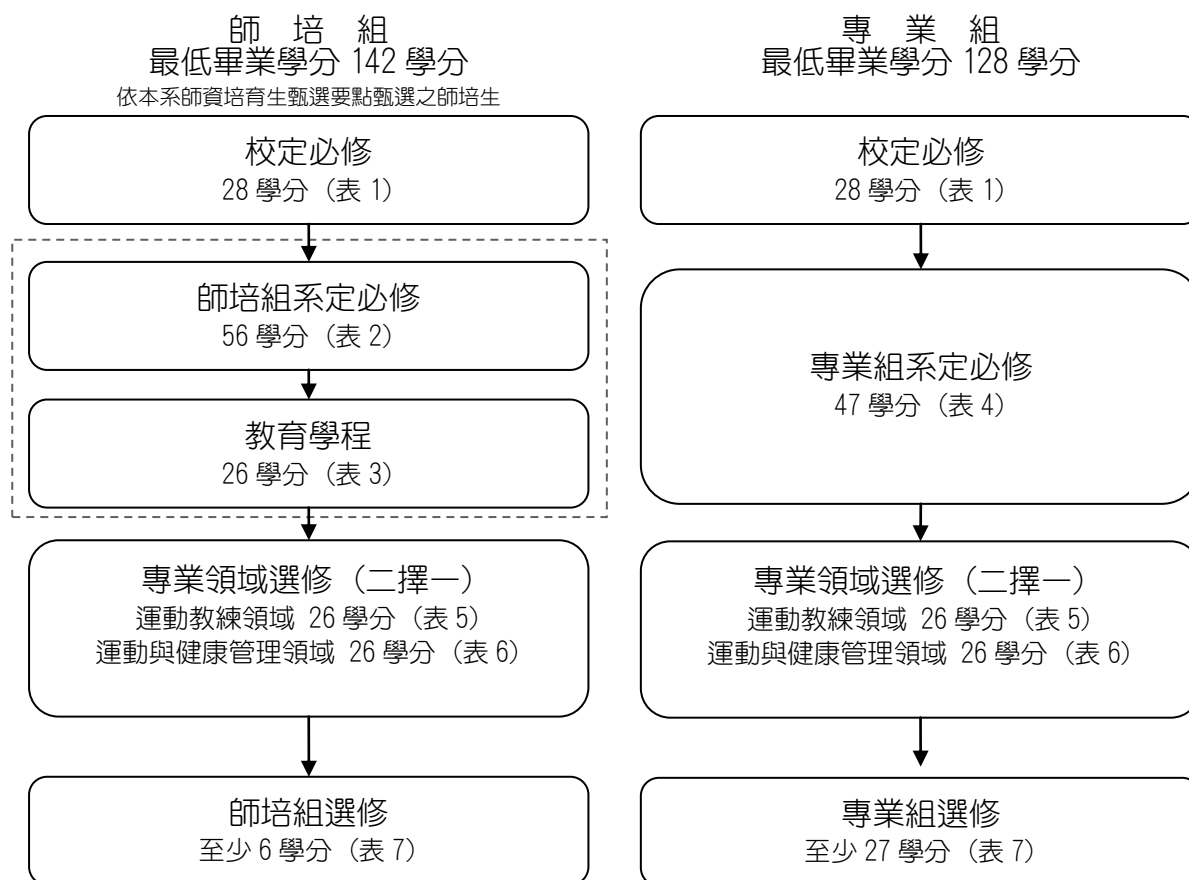 師 培 組
最低畢業學分 142 學分
依本系師資培育生甄選要點甄選之師培生
校定必修
28 學分（表 1）
師培組系定必修
56 學分（表 2）
教育學程
26 學分（表 3）
專業領域選修（二擇一）
運動教練領域 26 學分（表 5）
運動與健康管理領域 26 學分（表 6）
師培組選修
至少 6 學分（表 7）
專 業 組
最低畢業學分 128 學分
校定必修
28 學分（表 1）
專業組系定必修
47 學分（表 4）
專業領域選修（二擇一）
運動教練領域 26 學分（表 5）
運動與健康管理領域 26 學分（表 6）
專業組選修
至少 27 學分（表 7）